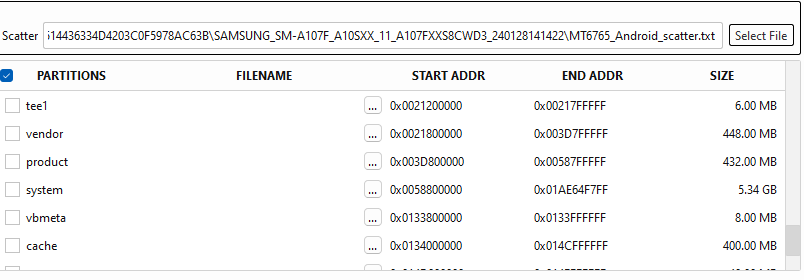 Scatter 614436334D4203C0F5978AC63B\SAMSUNG_SM-A107F_A10SXX_11_A107FXXS8CWD3_240128141422\MT6765_Android_scatter.txt Select File
PARTITIONS FILENAME START ADDR END ADDR SIZE
tee1 ... 0x0021200000 0x00217FFFFF 6.00 MB
vendor ... 0x0021800000 0x003D7FFFFF 448.00 MB
product ... 0x003D800000 0x00587FFFFF 432.00 MB
system ... 0x0058800000 0x01AE64F7FF 5.34 GB
vbmeta ... 0x0133800000 0x0133FFFFFF 8.00 MB
cache ... 0x0134000000 0x014CFFFFFF 400.00 MB